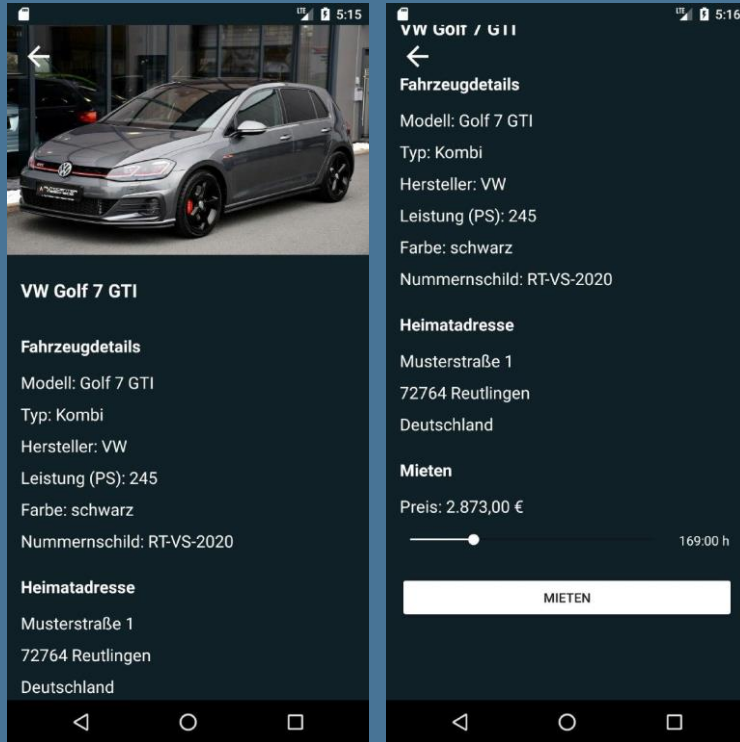 LTE 5:15
VW Golf 7 GTI
Fahrzeugdetails
Modell: Golf 7 GTI
Typ: Kombi
Hersteller: VW
Leistung (PS): 245
Farbe: schwarz
Nummernschild: RT-VS-2020
Heimatadresse
Musterstraße 1
72764 Reutlingen
Deutschland
LTE 5:16
VW Golf 7 GTI
Fahrzeugdetails
Modell: Golf 7 GTI
Typ: Kombi
Hersteller: VW
Leistung (PS): 245
Farbe: schwarz
Nummernschild: RT-VS-2020
Heimatadresse
Musterstraße 1
72764 Reutlingen
Deutschland
Mieten
Preis: 2.873,00 €
169:00 h
MIETEN